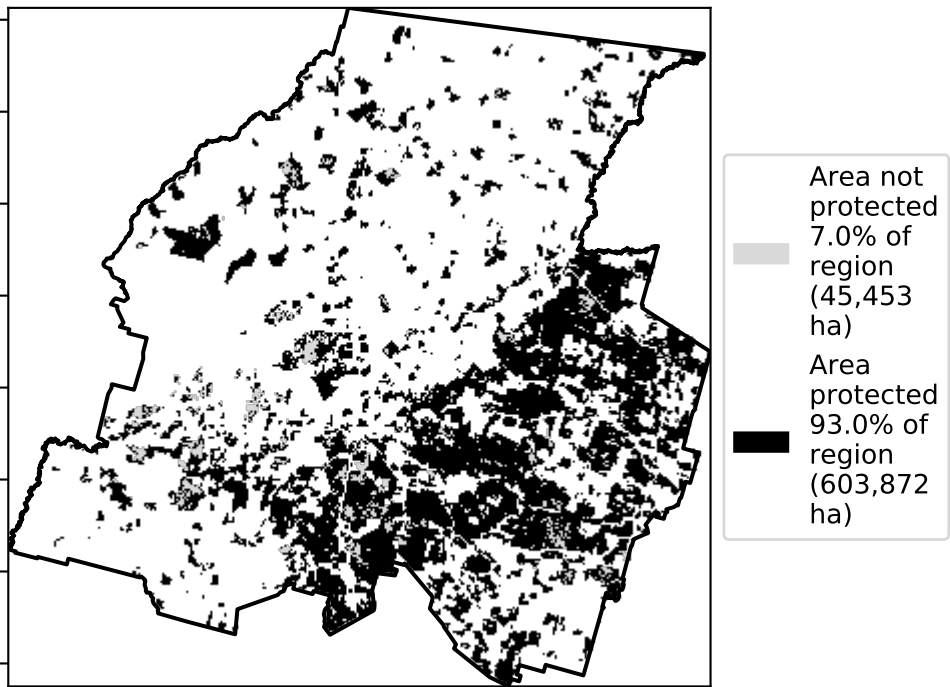 Area not
protected
7.0% of
region
(45,453
ha)
Area
protected
93.0% of
region
(603,872
ha)